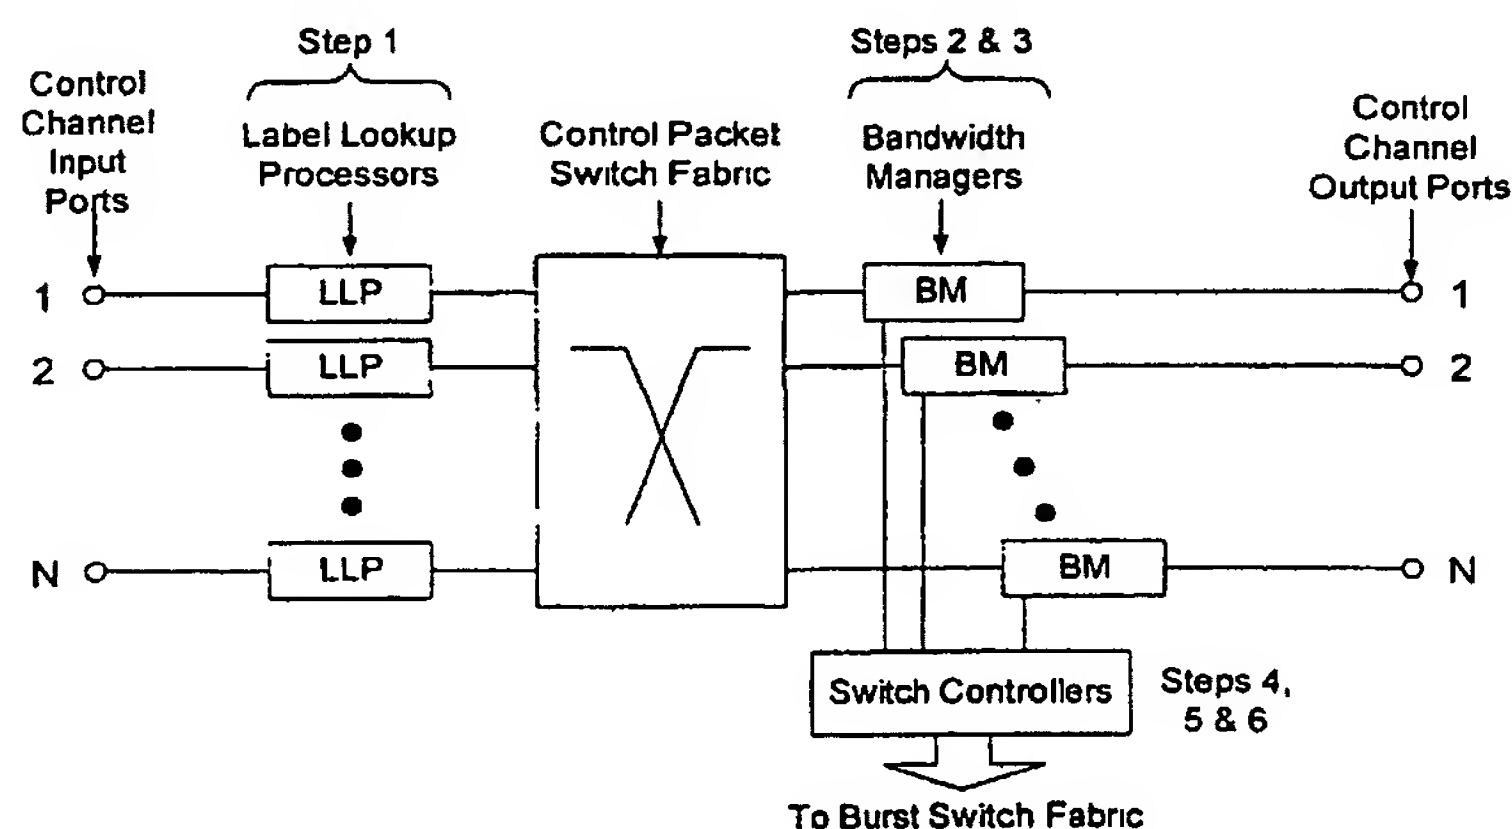 Step 1
Steps 2 & 3
Control
Channel
Input
Ports
Label Lookup
Processors
Control Packet
Switch Fabric
Bandwidth
Managers
Control
Channel
Output Ports
1
LLP
BM
1
2
LLP
BM
2
N
LLP
BM
N
Switch Controllers
Steps 4,
5 & 6
To Burst Switch Fabric